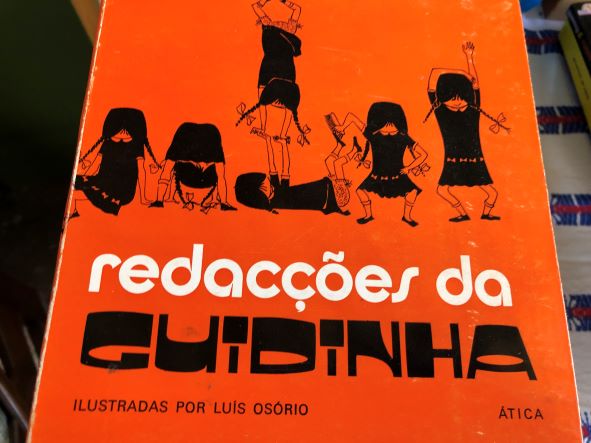 redacções da
GUIDINHA
ILUSTRADAS POR LUÍS OSÓRIO
ÁTICA